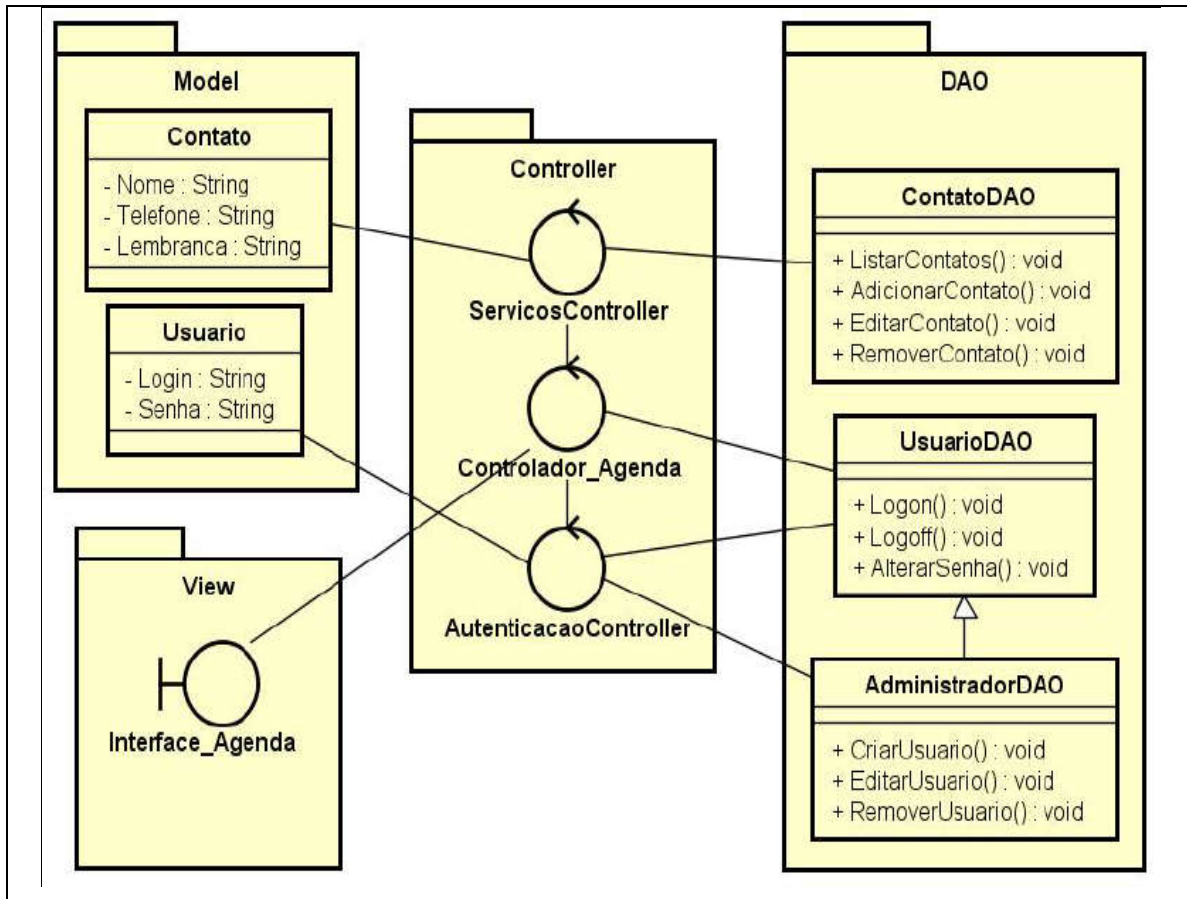 Model
Contato
- Nome : String
- Telefone : String
- Lembranca : String
Usuario
- Login : String
- Senha : String
View
Interface_Agenda
Controller
ServicosController
Controlador_Agenda
AutenticacaoController
DAO
ContatoDAO
+ ListarContatos() : void
+ AdicionarContato() : void
+ EditarContato() : void
+ RemoverContato() : void
UsuarioDAO
+ Logon() : void
+ Logoff() : void
+ AlterarSenha() : void
AdministradorDAO
+ CriarUsuario() : void
+ EditarUsuario() : void
+ RemoverUsuario() : void